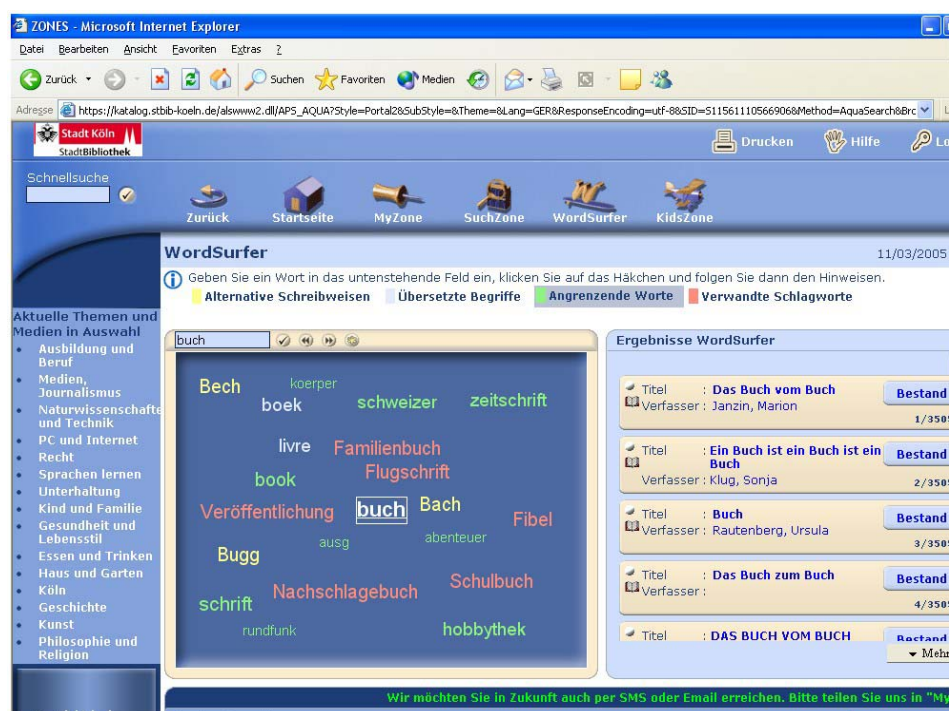 ZONES - Microsoft Internet Explorer
Datei Bearbeiten Ansicht Favoriten Extras ?
Zurück Suchen Favoriten Medien
Adresse https://katalog.stbib-koeln.de/alswww2.dll/APS_AQUA?Style=Portal2&SubStyle=&Theme=&Lang=GER&ResponseEncoding=utf-8&SID=S11561110566906&Method=AquaSearch&Brc
Stadt Köln
StadtBibliothek
Drucken Hilfe Lo
Schnellsuche
Zurück Startseite MyZone SuchZone WordSurfer KidsZone
WordSurfer 11/03/2005
Geben Sie ein Wort in das untenstehende Feld ein, klicken Sie auf das Häkchen und folgen Sie dann den Hinweisen.
Alternative Schreibweisen Übersetzte Begriffe Angrenzende Worte Verwandte Schlagworte
Aktuelle Themen und
Medien in Auswahl
Ausbildung und
Beruf
Medien,
Journalismus
Naturwissenschafte
und Technik
PC und Internet
Recht
Sprachen lernen
Unterhaltung
Kind und Familie
Gesundheit und
Lebensstil
Essen und Trinken
Haus und Garten
Köln
Geschichte
Kunst
Philosophie und
Religion
buch
Bech koerper
boek schweizer zeitschrift
livre Familienbuch
book Flugschrift
Veröffentlichung buch Bach Fibel
ausg abenteuer
Bugg
Nachschlagebuch Schulbuch
schrift
rundfunk hobbythek
Ergebnisse WordSurfer
Titel : Das Buch vom Buch Bestand
Verfasser : Janzin, Marion
1/3505
Titel : Ein Buch ist ein Buch ist ein Bestand
Buch
Verfasser : Klug, Sonja 2/3505
Titel : Buch Bestand
Verfasser : Rautenberg, Ursula
3/3505
Titel : Das Buch zum Buch Bestand
Verfasser :
4/3505
Titel : DAS BUCH VOM BUCH Bestand
Mehr
Wir möchten Sie in Zukunft auch per SMS oder Email erreichen. Bitte teilen Sie uns in "My